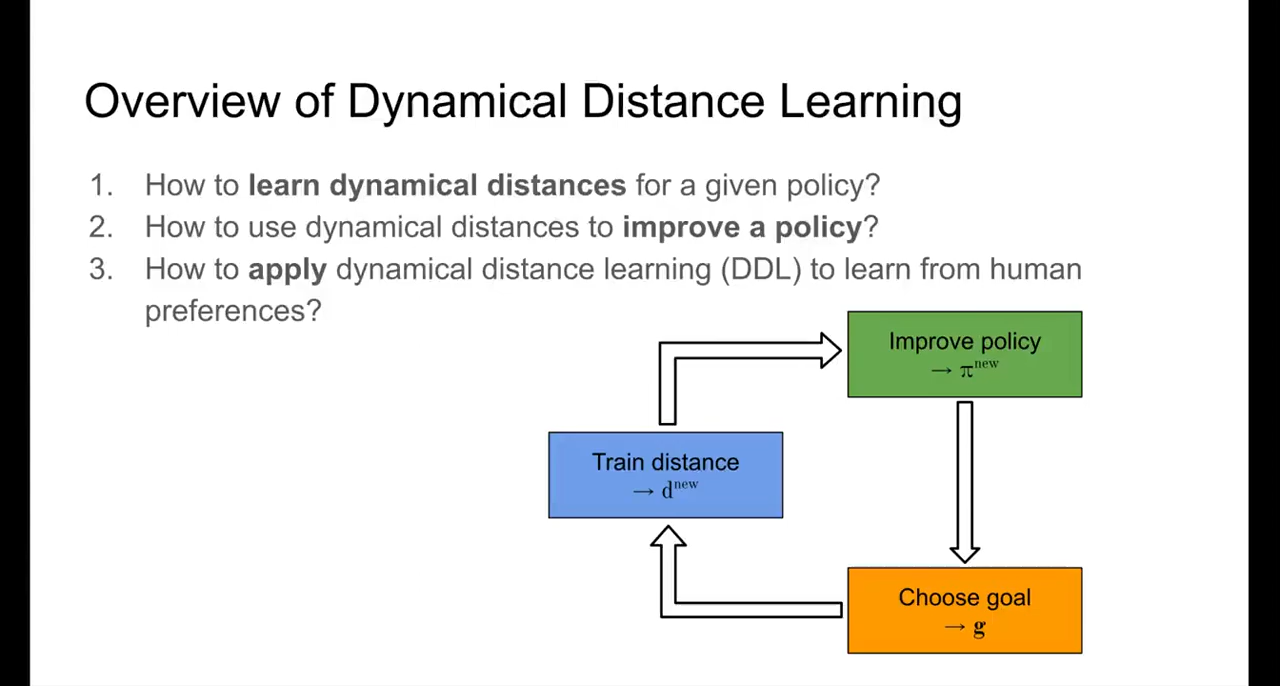 Overview of Dynamical Distance Learning
1. How to learn dynamical distances for a given policy?
2. How to use dynamical distances to improve a policy?
3. How to apply dynamical distance learning (DDL) to learn from human
preferences?
Improve policy
→ π^new
Train distance
→ d^new
Choose goal
→ g